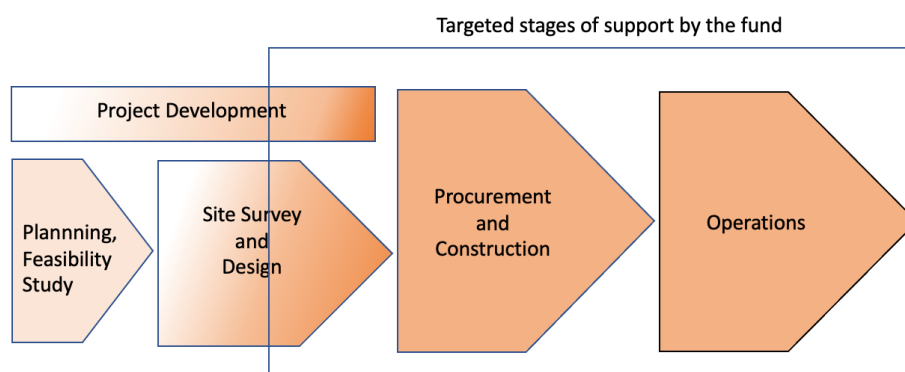 Targeted stages of support by the fund
Project Development
Plannning,
Feasibility
Study
Site Survey
and
Design
Procurement
and
Construction
Operations